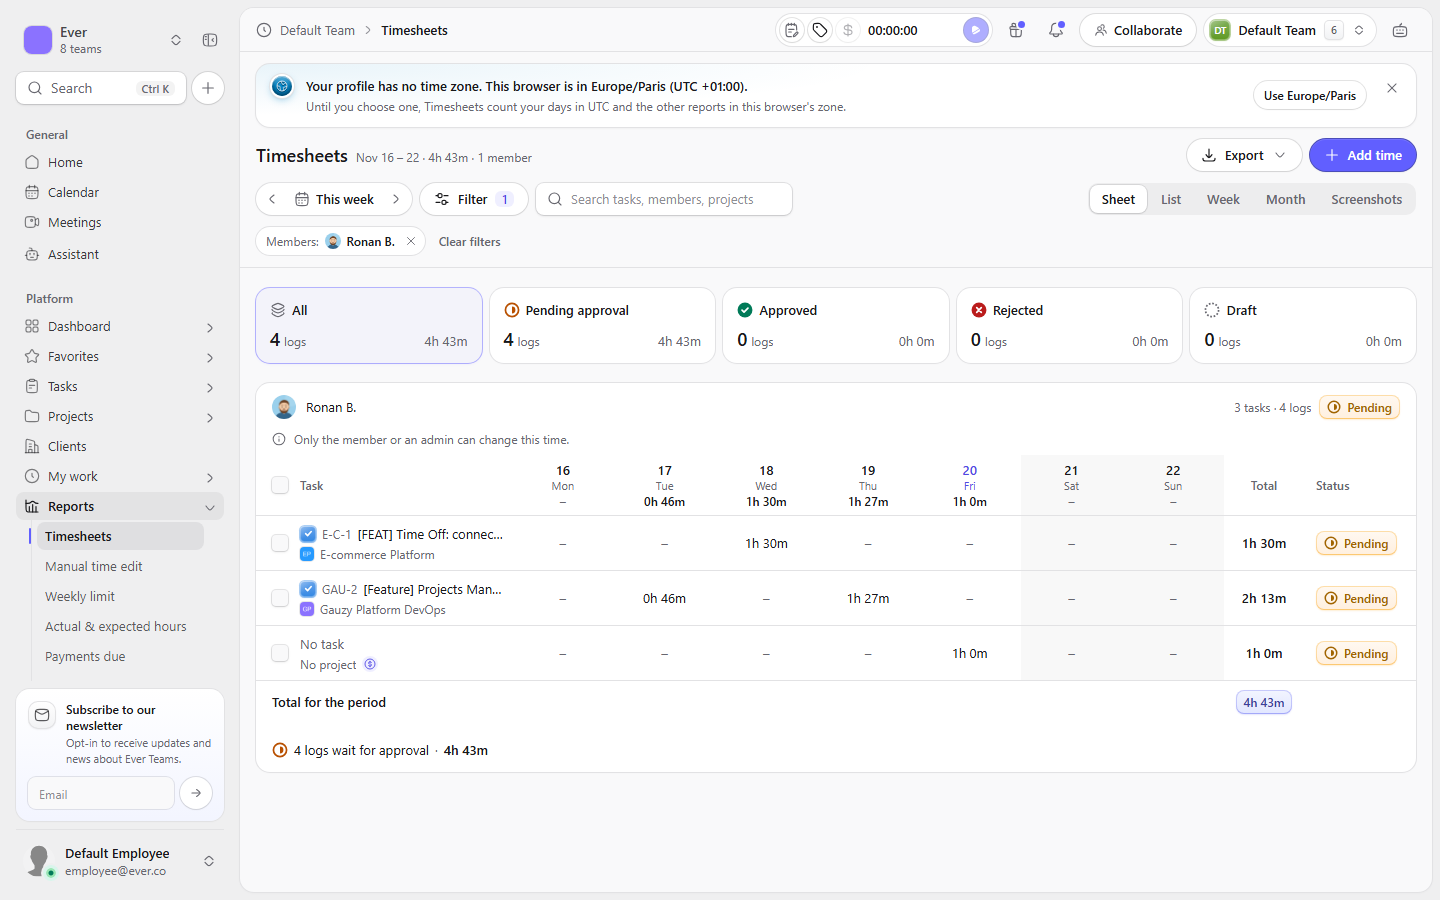 Ever
8 teams
Search Ctrl K
General
Home
Calendar
Meetings
Assistant
Platform
Dashboard
Favorites
Tasks
Projects
Clients
My work
Reports
Timesheets
Manual time edit
Weekly limit
Actual & expected hours
Payments due
Subscribe to our
newsletter
Opt-in to receive updates and
news about Ever Teams.
Email
Default Employee
employee@ever.co
Default Team Timesheets
00:00:00
Collaborate
DT Default Team 6
Your profile has no time zone. This browser is in Europe/Paris (UTC +01:00).
Until you choose one, Timesheets count your days in UTC and the other reports in this browser's zone.
Use Europe/Paris
Timesheets Nov 16 – 22 · 4h 43m · 1 member
Export
Add time
This week
Filter 1
Search tasks, members, projects
Sheet List Week Month Screenshots
Members: Ronan B.
Clear filters
All
4 logs 4h 43m
Pending approval
4 logs 4h 43m
Approved
0 logs 0h 0m
Rejected
0 logs 0h 0m
Draft
0 logs 0h 0m
Ronan B.
3 tasks · 4 logs Pending
Only the member or an admin can change this time.
16 17 18 19 20 21 22
Task Mon Tue Wed Thu Fri Sat Sun Total Status
– 0h 46m 1h 30m 1h 27m 1h 0m – –
E-C-1 [FEAT] Time Off: connec...
EP E-commerce Platform
– – 1h 30m – – – – 1h 30m Pending
GAU-2 [Feature] Projects Man...
GP Gauzy Platform DevOps
– 0h 46m – 1h 27m – – – 2h 13m Pending
No task
No project
– – – – 1h 0m – – 1h 0m Pending
Total for the period 4h 43m
4 logs wait for approval · 4h 43m